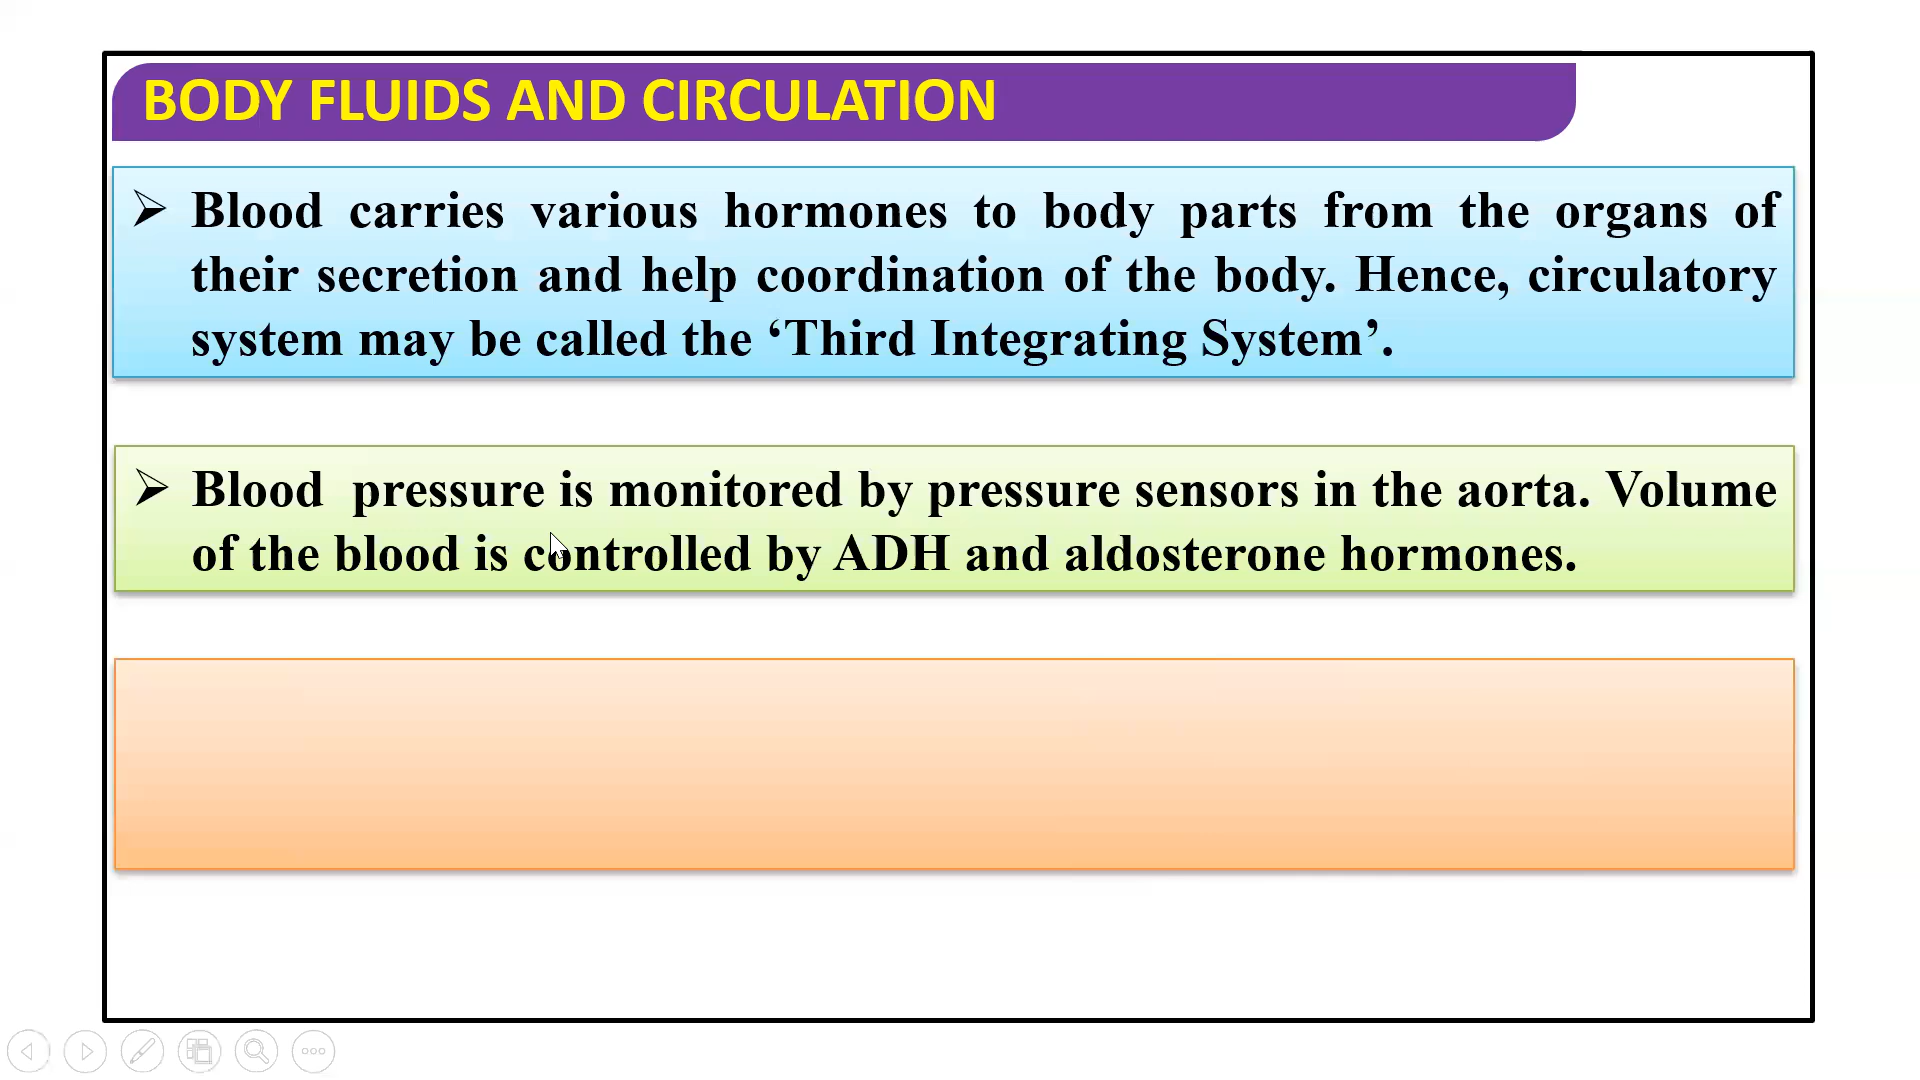 BODY FLUIDS AND CIRCULATION
➢ Blood carries various hormones to body parts from the organs of
their secretion and help coordination of the body. Hence, circulatory
system may be called the ‘Third Integrating System’.
➢ Blood  pressure is monitored by pressure sensors in the aorta. Volume
of the blood is controlled by ADH and aldosterone hormones.